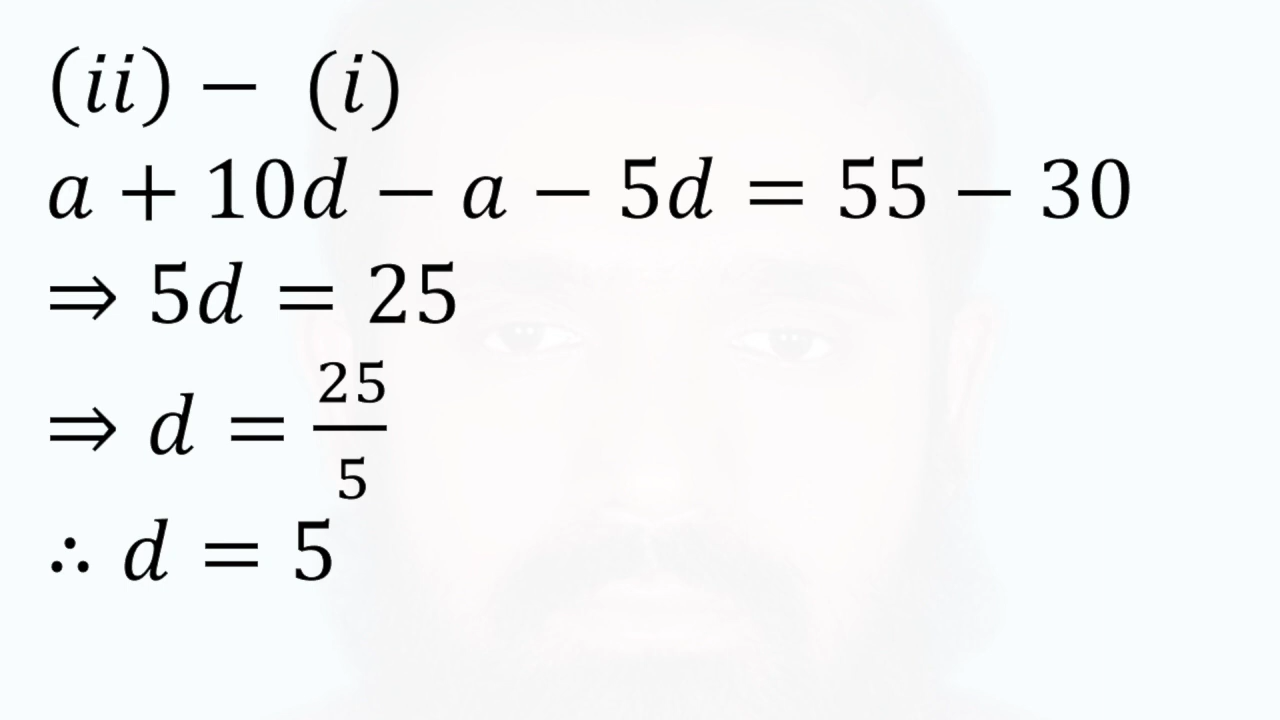 (ii) − (i)
a + 10d − a − 5d = 55 − 30
⇒ 5d = 25
⇒ d = 25/5
∴ d = 5